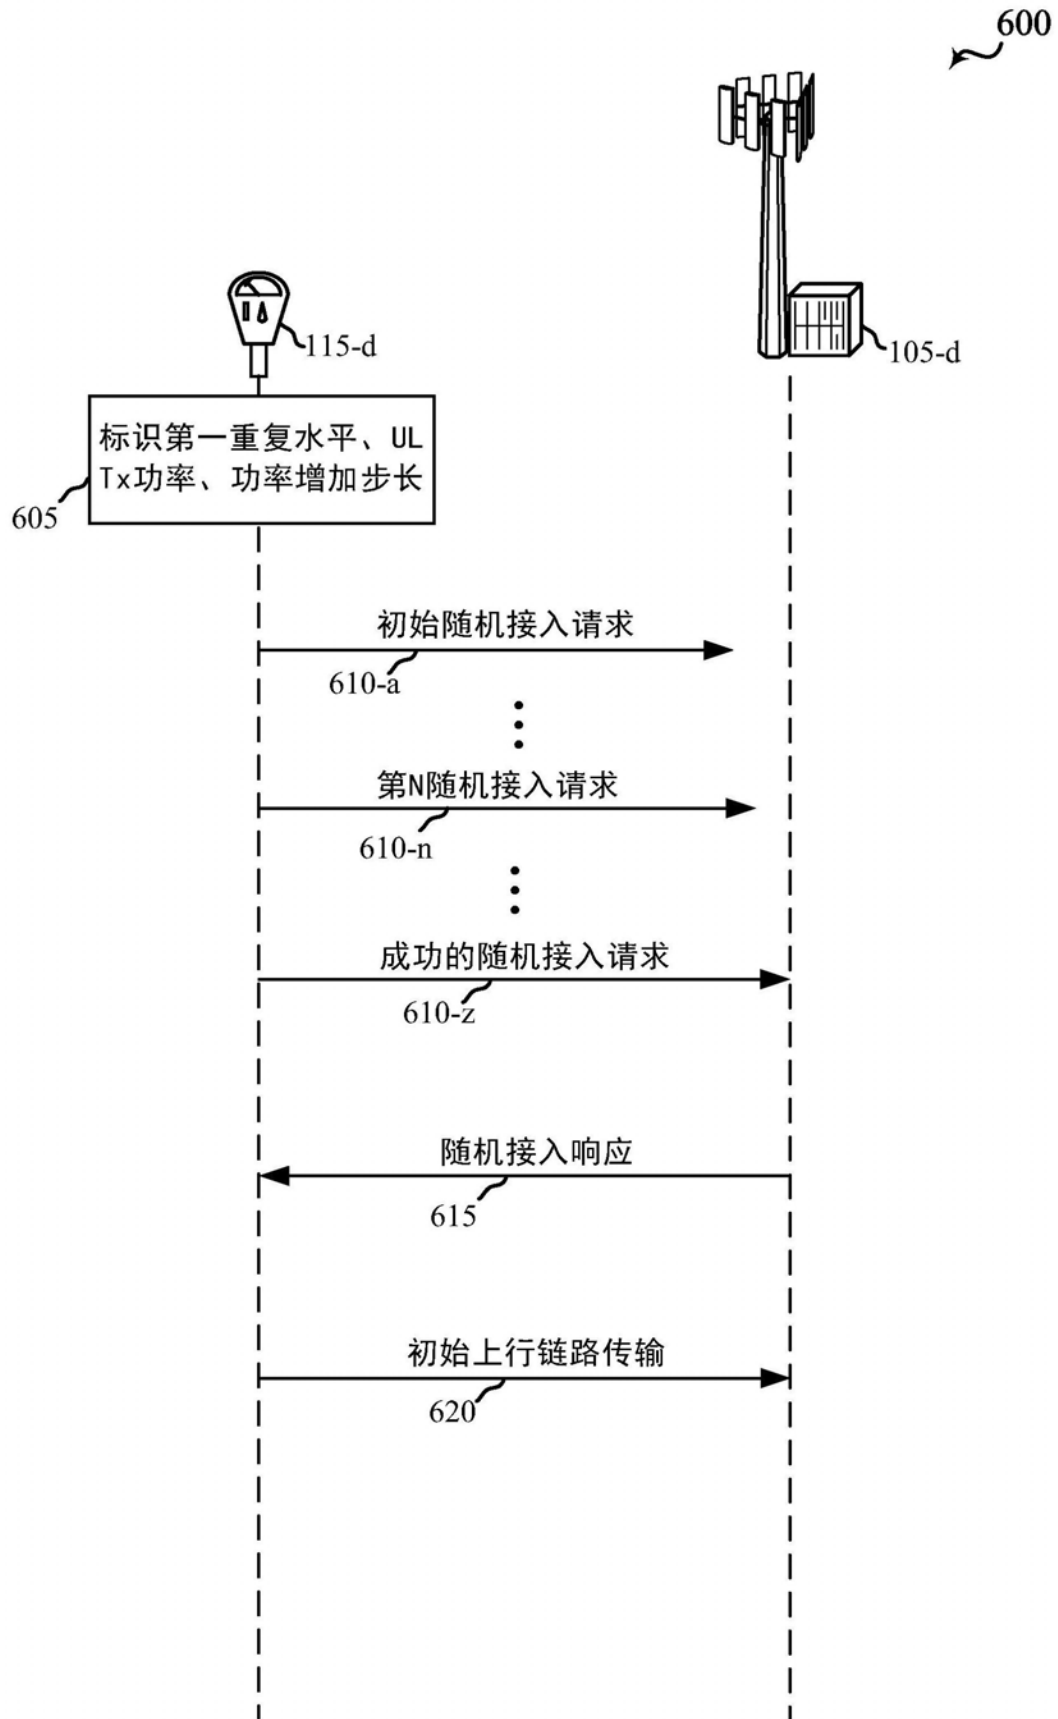 600
115-d
105-d
标识第一重复水平、UL
Tx功率、功率增加步长
605
初始随机接入请求
610-a
第N随机接入请求
610-n
成功的随机接入请求
610-z
随机接入响应
615
初始上行链路传输
620